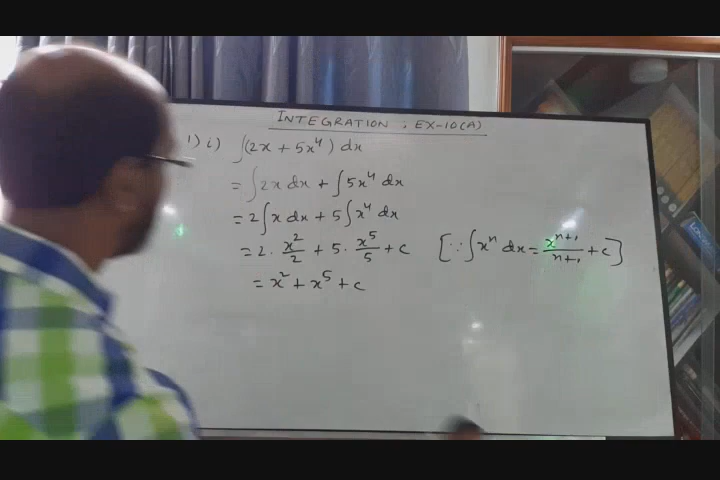 INTEGRATION : EX-10(A)
1) i) ∫(2x + 5x⁴) dx
= ∫2x dx + ∫5x⁴ dx
= 2∫x dx + 5∫x⁴ dx
= 2. x²/2 + 5. x⁵/5 + c [∵ ∫xⁿ dx = xⁿ⁺¹/n+1 + c]
= x² + x⁵ + c